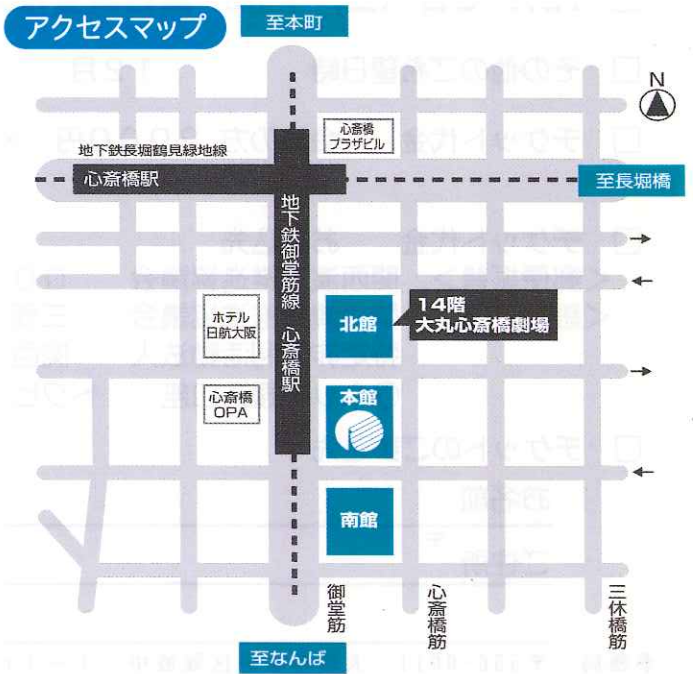 アクセスマップ
至本町
N
心斎橋
プラザビル
地下鉄長堀鶴見緑地線
心斎橋駅
至長堀橋
地下鉄御堂筋線 心斎橋駅
ホテル
日航大阪
北館
14階
大丸心斎橋劇場
心斎橋
OPA
本館
南館
御堂筋
心斎橋筋
三休橋筋
至なんば